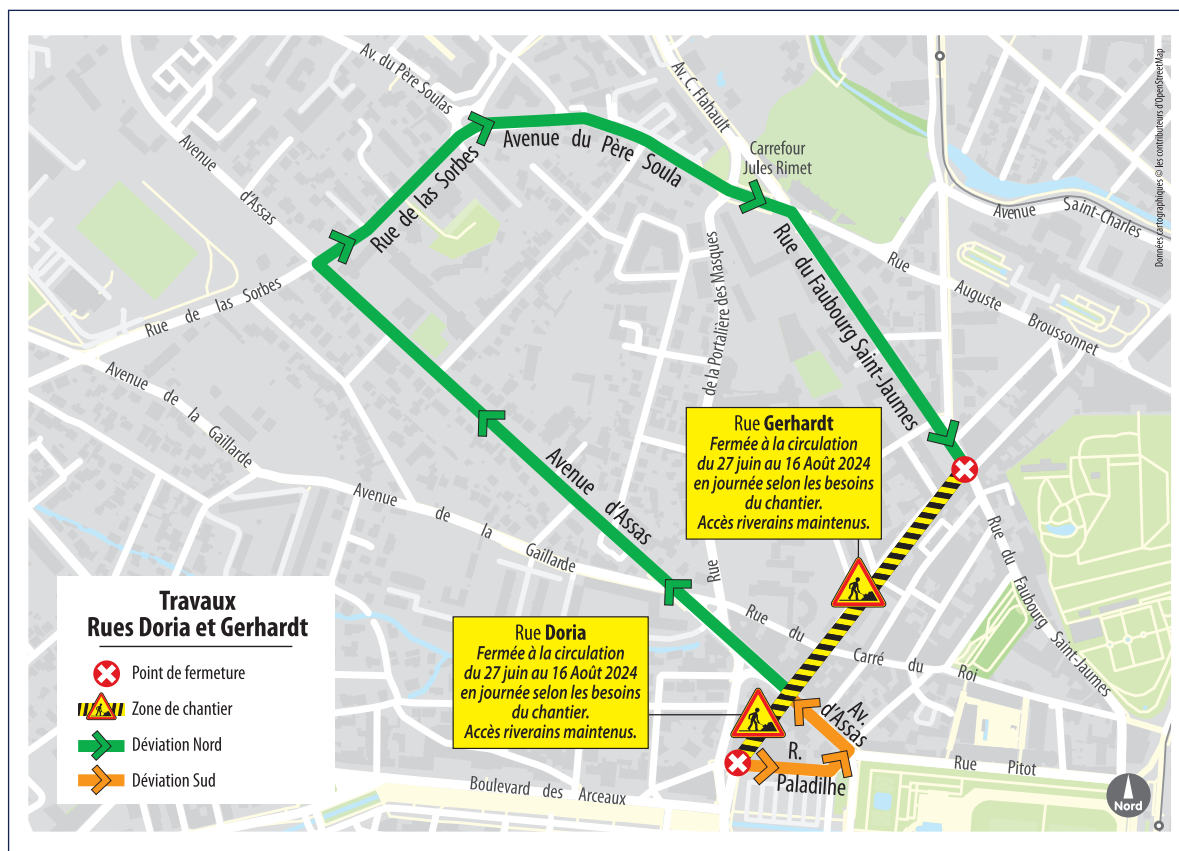 Av. du Père Soulas
Av. C. Flahault
Avenue du Père Soula
Carrefour
Jules Rimet
Avenue
d'Assas
Rue de las Sorbes
Rue de las Sorbes
Avenue Saint-Charles
Rue Auguste Broussonnet
Rue du Faubourg Saint-Jaumes
Rue de la Portalière des Masques
Avenue de la Gaillarde
Avenue de la Gaillarde
Avenue d'Assas
Rue Gerhardt
Fermée à la circulation
du 27 juin au 16 Août 2024
en journée selon les besoins
du chantier.
Accès riverains maintenus.
Rue du Faubourg Saint-Jaumes
Rue du Carré du Roi
Rue Doria
Fermée à la circulation
du 27 juin au 16 Août 2024
en journée selon les besoins
du chantier.
Accès riverains maintenus.
Av.
d'Assas
R.
Paladilhe
Rue Pitot
Boulevard des Arceaux
Travaux
Rues Doria et Gerhardt
Point de fermeture
Zone de chantier
Déviation Nord
Déviation Sud
Nord
Données cartographiques © les contributeurs d'OpenStreetMap